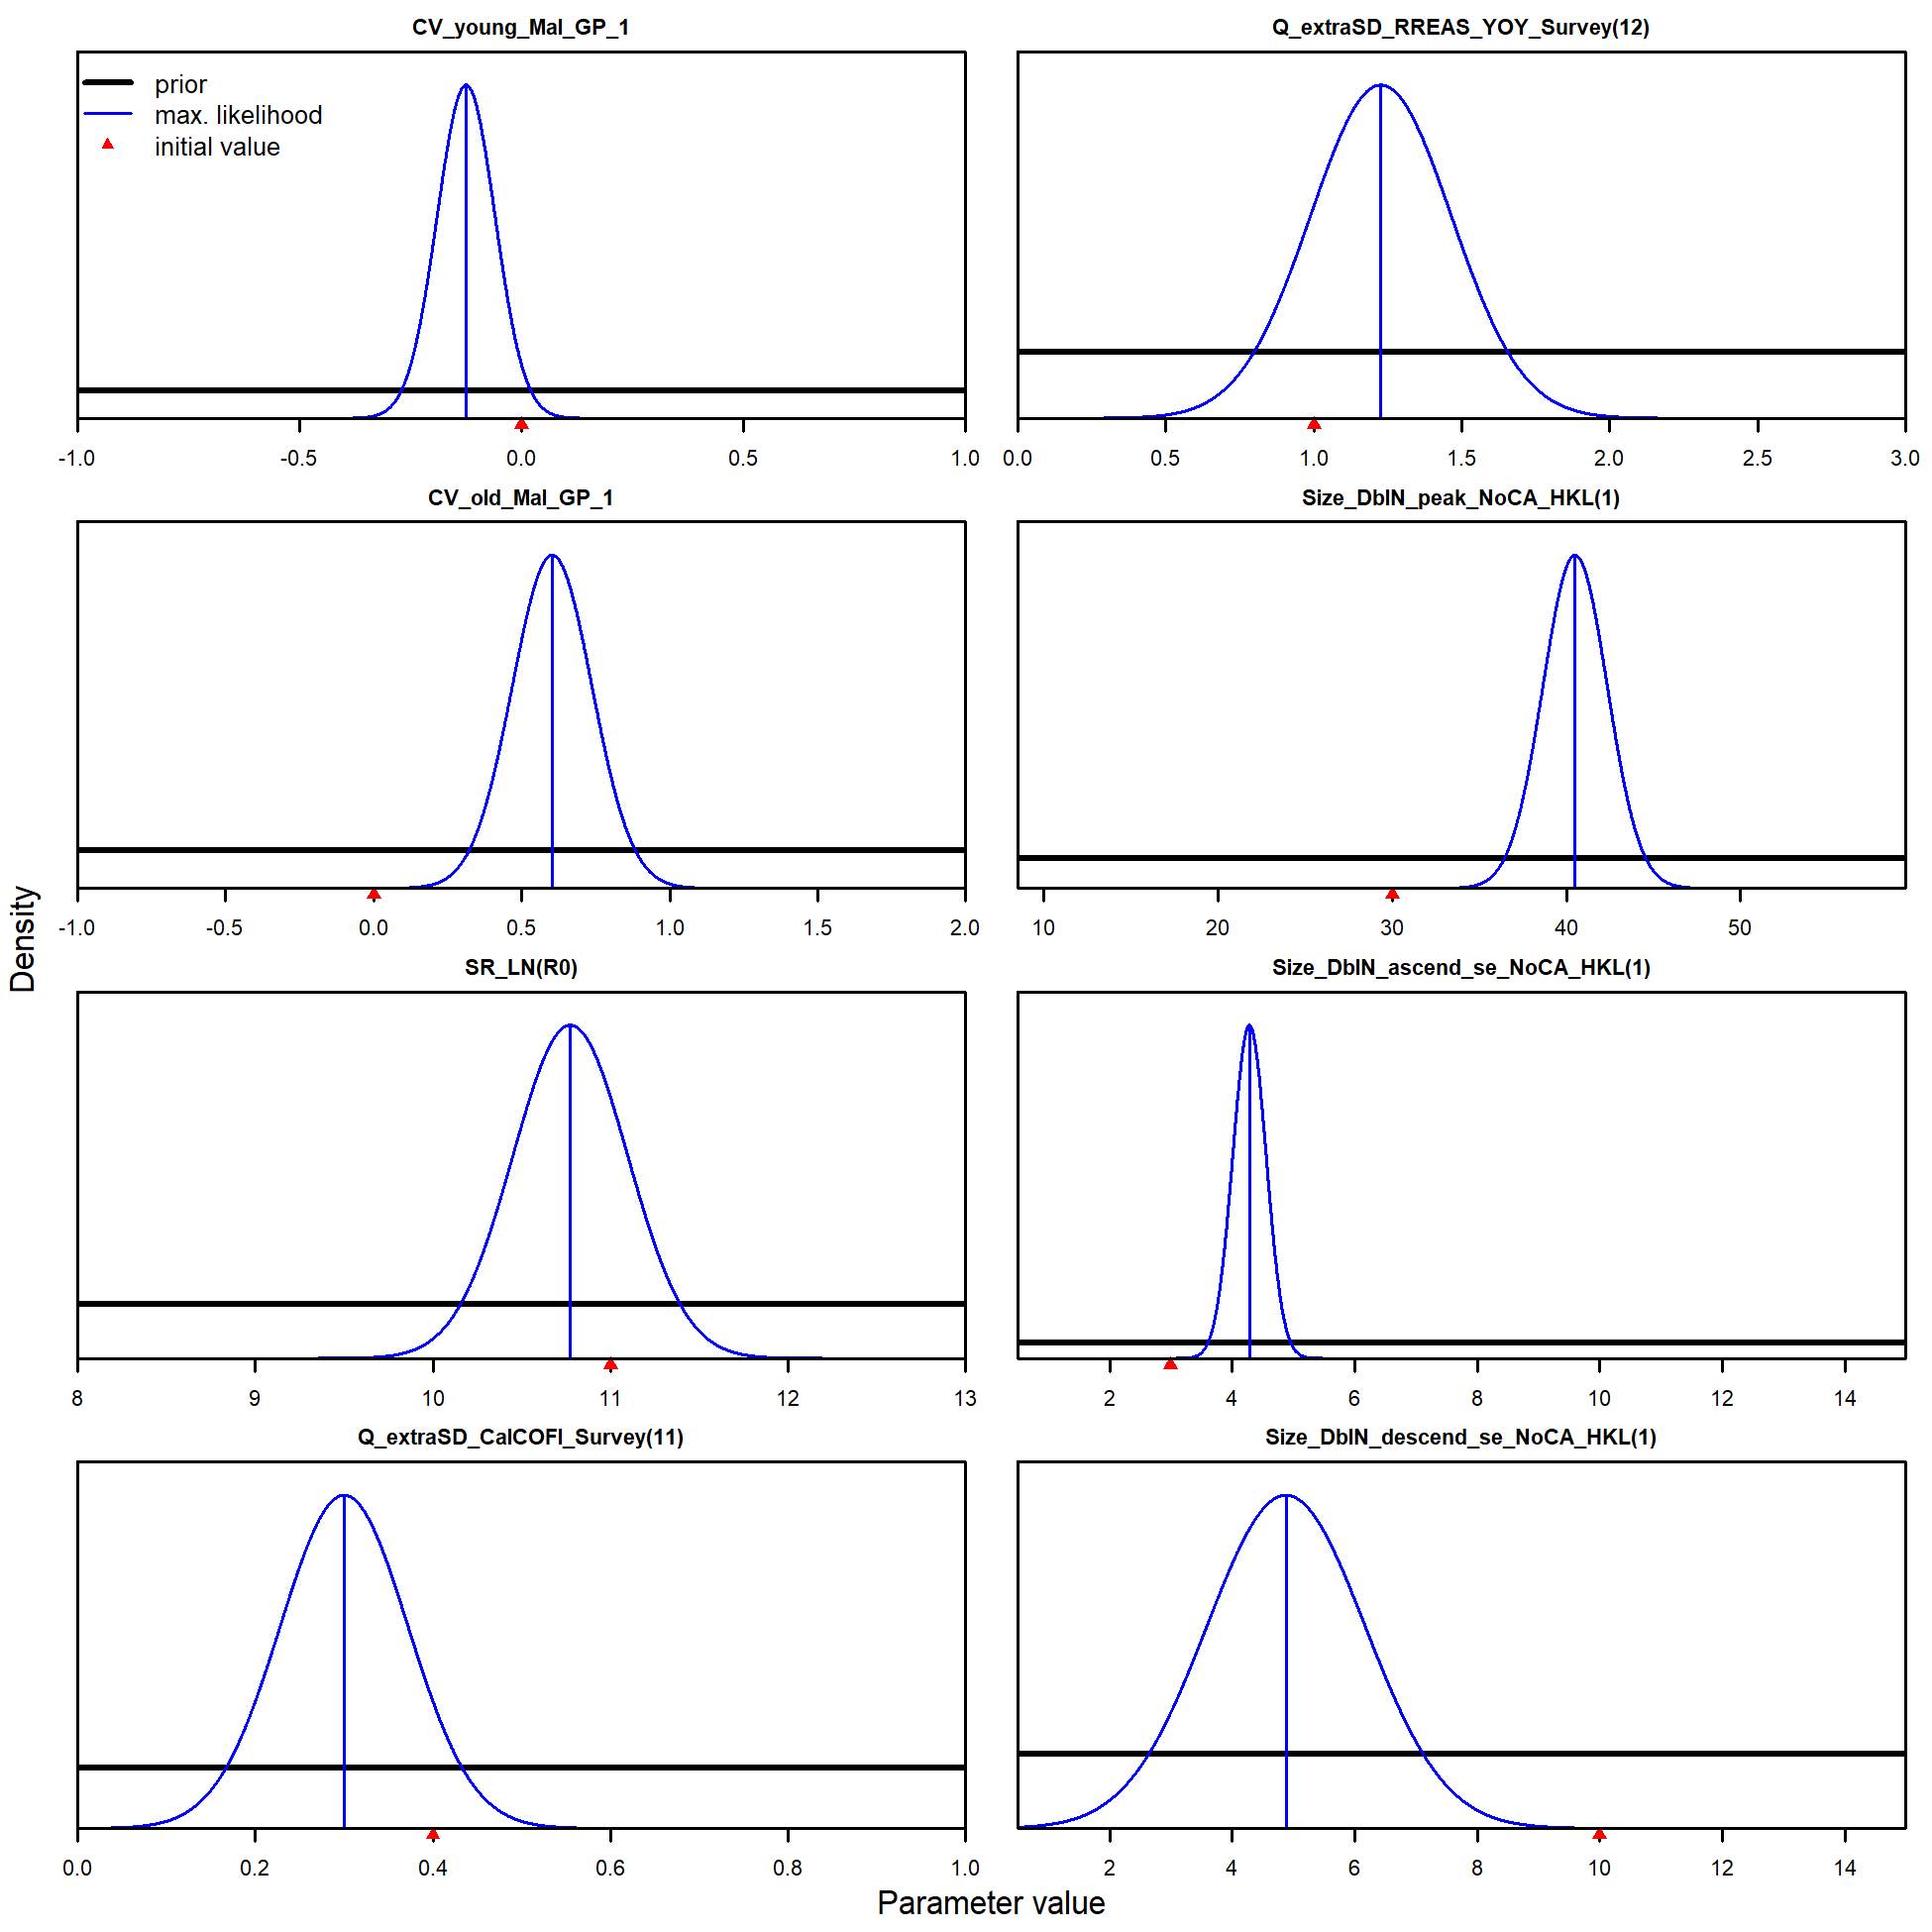 CV_young_Mal_GP_1
prior
max. likelihood
initial value
-1.0 -0.5 0.0 0.5 1.0
Q_extraSD_RREAS_YOY_Survey(12)
0.0 0.5 1.0 1.5 2.0 2.5 3.0
CV_old_Mal_GP_1
-1.0 -0.5 0.0 0.5 1.0 1.5 2.0
Size_DblN_peak_NoCA_HKL(1)
10 20 30 40 50
SR_LN(R0)
8 9 10 11 12 13
Size_DblN_ascend_se_NoCA_HKL(1)
2 4 6 8 10 12 14
Q_extraSD_CalCOFI_Survey(11)
0.0 0.2 0.4 0.6 0.8 1.0
Size_DblN_descend_se_NoCA_HKL(1)
2 4 6 8 10 12 14
Density
Parameter value